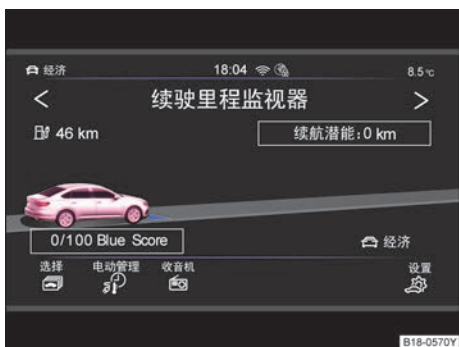 经济 18:04 8.5℃
< 续驶里程监视器 >
46 km 续航潜能:0 km
0/100 Blue Score 经济
选择 电动管理 收音机 设置
B18-0570Y